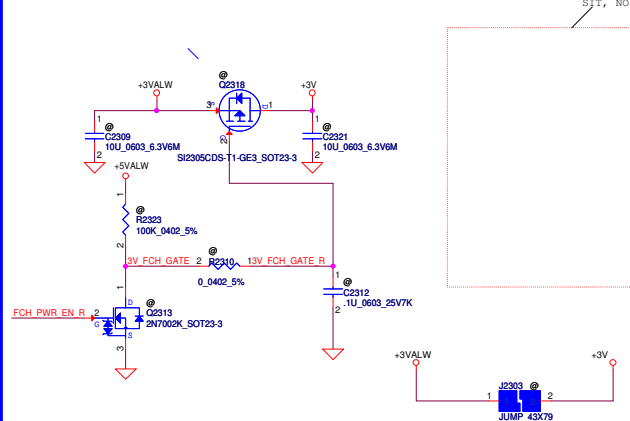 SIT, NO
@
Q2318
+3VALW
+3V
3
S
D
1
G
2
1
@
C2309
10U_0603_6.3V6M
2
1
@
C2321
10U_0603_6.3V6M
2
SI2305CDS-T1-GE3_SOT23-3
+5VALW
1
@
R2323
100K_0402_5%
2
@
3V_FCH_GATE 2 R2310 13V_FCH_GATE_R
0_0402_5%
1
@
C2312
.1U_0603_25V7K
2
1
D
@
Q2313
2N7002K_SOT23-3
FCH_PWR_EN_R 2
G
S
3
+3VALW
+3V
J2303 @
1
2
JUMP_43X79